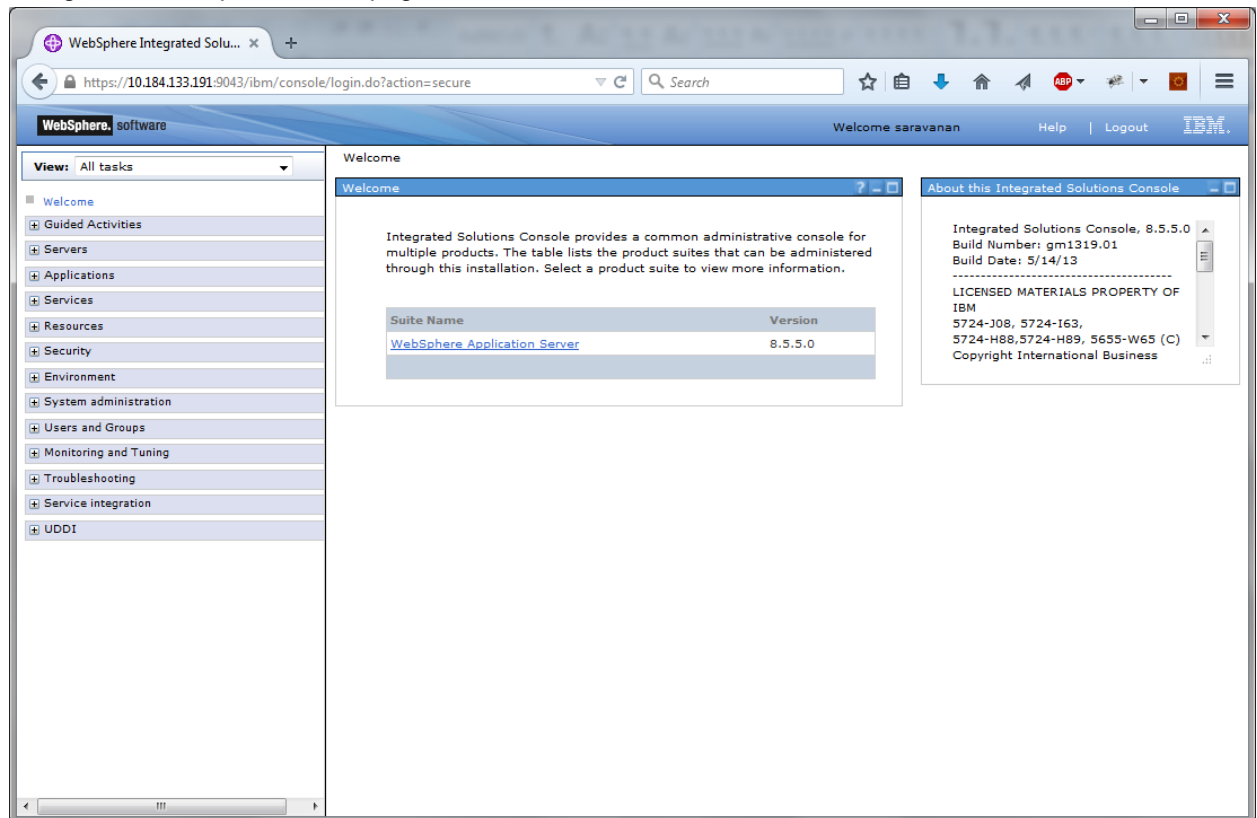 WebSphere Integrated Solu... × +
https://10.184.133.191:9043/ibm/console/login.do?action=secure
Search
ABP
WebSphere. software
Welcome saravanan
Help | Logout
IBM.
View: All tasks
Welcome
Guided Activities
Servers
Applications
Services
Resources
Security
Environment
System administration
Users and Groups
Monitoring and Tuning
Troubleshooting
Service integration
UDDI
Welcome
Welcome
?
Integrated Solutions Console provides a common administrative console for
multiple products. The table lists the product suites that can be administered
through this installation. Select a product suite to view more information.
Suite Name Version
WebSphere Application Server 8.5.5.0
About this Integrated Solutions Console
Integrated Solutions Console, 8.5.5.0
Build Number: gm1319.01
Build Date: 5/14/13
----------------------------------------
LICENSED MATERIALS PROPERTY OF
IBM
5724-J08, 5724-I63,
5724-H88,5724-H89, 5655-W65 (C)
Copyright International Business